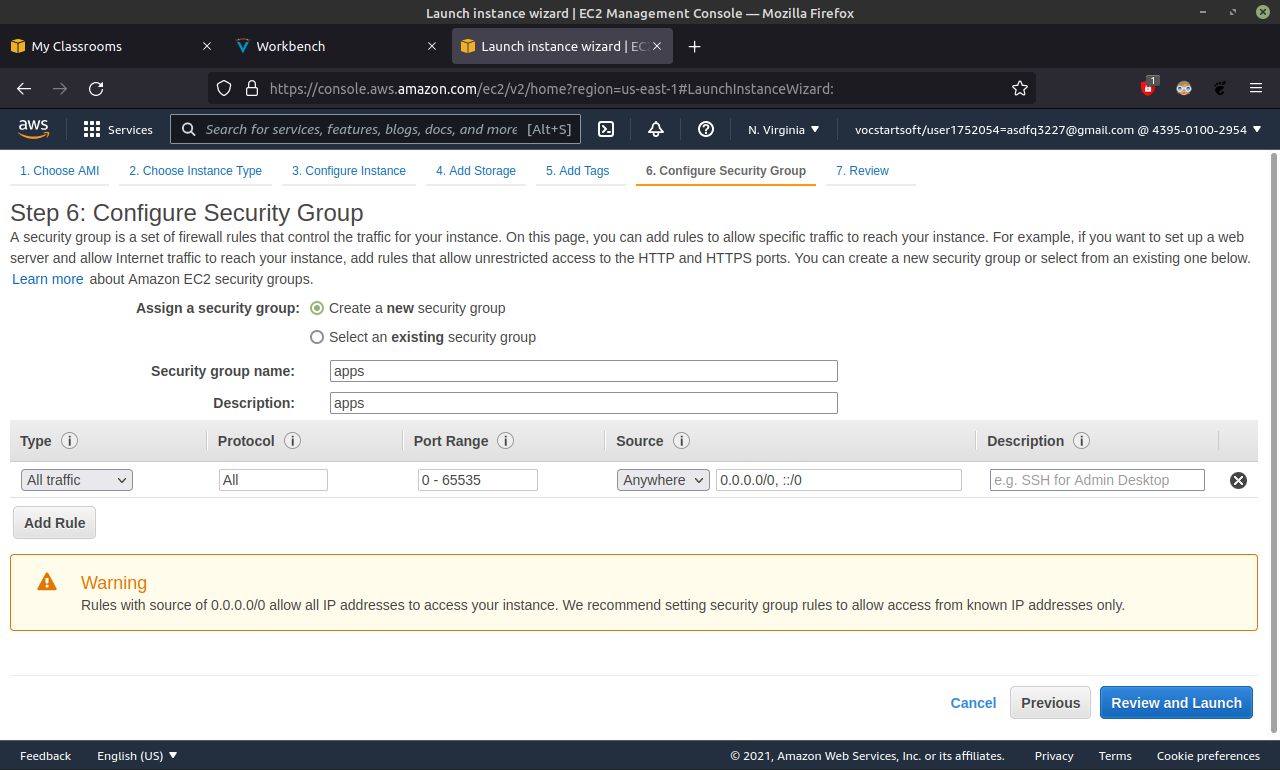 Launch instance wizard | EC2 Management Console — Mozilla Firefox
My Classrooms
Workbench
Launch instance wizard | EC
https://console.aws.amazon.com/ec2/v2/home?region=us-east-1#LaunchInstanceWizard:
1
aws
Services
Search for services, features, blogs, docs, and more [Alt+S]
N. Virginia
vocstartsoft/user1752054=asdfq3227@gmail.com @ 4395-0100-2954
1. Choose AMI 2. Choose Instance Type 3. Configure Instance 4. Add Storage 5. Add Tags 6. Configure Security Group 7. Review
Step 6: Configure Security Group
A security group is a set of firewall rules that control the traffic for your instance. On this page, you can add rules to allow specific traffic to reach your instance. For example, if you want to set up a web
server and allow Internet traffic to reach your instance, add rules that allow unrestricted access to the HTTP and HTTPS ports. You can create a new security group or select from an existing one below.
Learn more about Amazon EC2 security groups.
Assign a security group: Create a new security group
Select an existing security group
Security group name: apps
Description: apps
Type i Protocol i Port Range i Source i Description i
All traffic All 0 - 65535 Anywhere 0.0.0.0/0, ::/0 e.g. SSH for Admin Desktop
Add Rule
Warning
Rules with source of 0.0.0.0/0 allow all IP addresses to access your instance. We recommend setting security group rules to allow access from known IP addresses only.
Cancel Previous Review and Launch
Feedback English (US) © 2021, Amazon Web Services, Inc. or its affiliates. Privacy Terms Cookie preferences